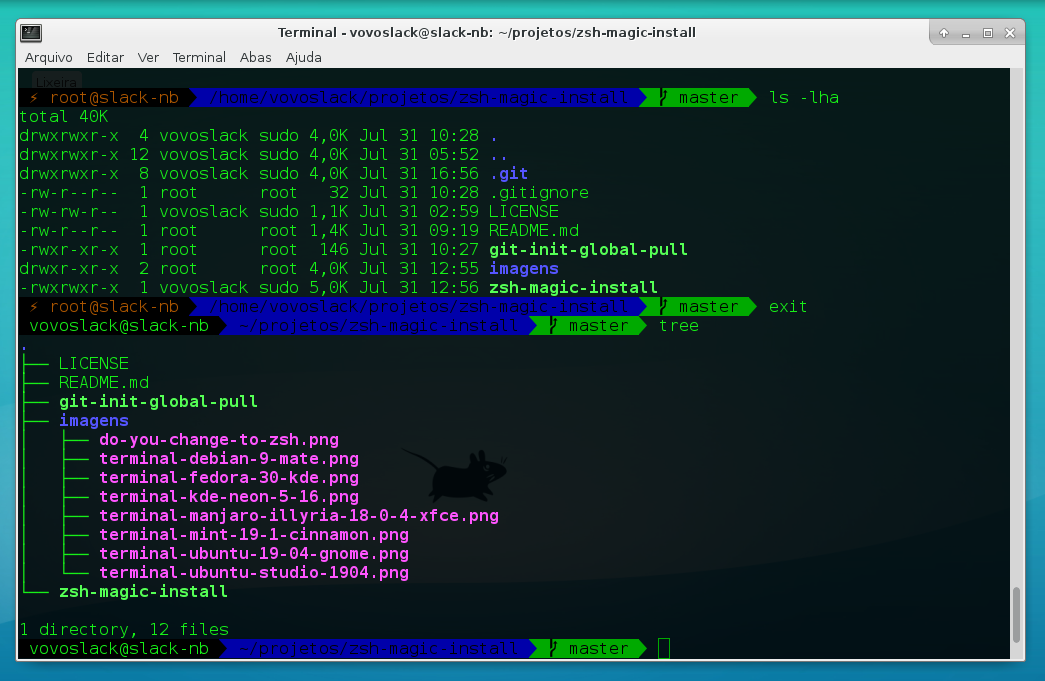 Terminal - vovoslack@slack-nb: ~/projetos/zsh-magic-install
Arquivo Editar Ver Terminal Abas Ajuda
Lixeira
⚡ root@slack-nb /home/vovoslack/projetos/zsh-magic-install master ls -lha
total 40K
drwxrwxr-x  4 vovoslack sudo 4,0K Jul 31 10:28 .
drwxrwxr-x 12 vovoslack sudo 4,0K Jul 31 05:52 ..
drwxrwxr-x  8 vovoslack sudo 4,0K Jul 31 16:56 .git
-rw-r--r--  1 root      root   32 Jul 31 10:28 .gitignore
-rw-rw-r--  1 vovoslack sudo 1,1K Jul 31 02:59 LICENSE
-rw-r--r--  1 root      root 1,4K Jul 31 09:19 README.md
-rwxr-xr-x  1 root      root  146 Jul 31 10:27 git-init-global-pull
drwxr-xr-x  2 root      root 4,0K Jul 31 12:55 imagens
-rwxrwxr-x  1 vovoslack sudo 5,0K Jul 31 12:56 zsh-magic-install
⚡ root@slack-nb /home/vovoslack/projetos/zsh-magic-install master exit
vovoslack@slack-nb ~/projetos/zsh-magic-install master tree
.
├── LICENSE
├── README.md
├── git-init-global-pull
├── imagens
│   ├── do-you-change-to-zsh.png
│   ├── terminal-debian-9-mate.png
│   ├── terminal-fedora-30-kde.png
│   ├── terminal-kde-neon-5-16.png
│   ├── terminal-manjaro-illyria-18-0-4-xfce.png
│   ├── terminal-mint-19-1-cinnamon.png
│   ├── terminal-ubuntu-19-04-gnome.png
│   └── terminal-ubuntu-studio-1904.png
└── zsh-magic-install
1 directory, 12 files
vovoslack@slack-nb ~/projetos/zsh-magic-install master